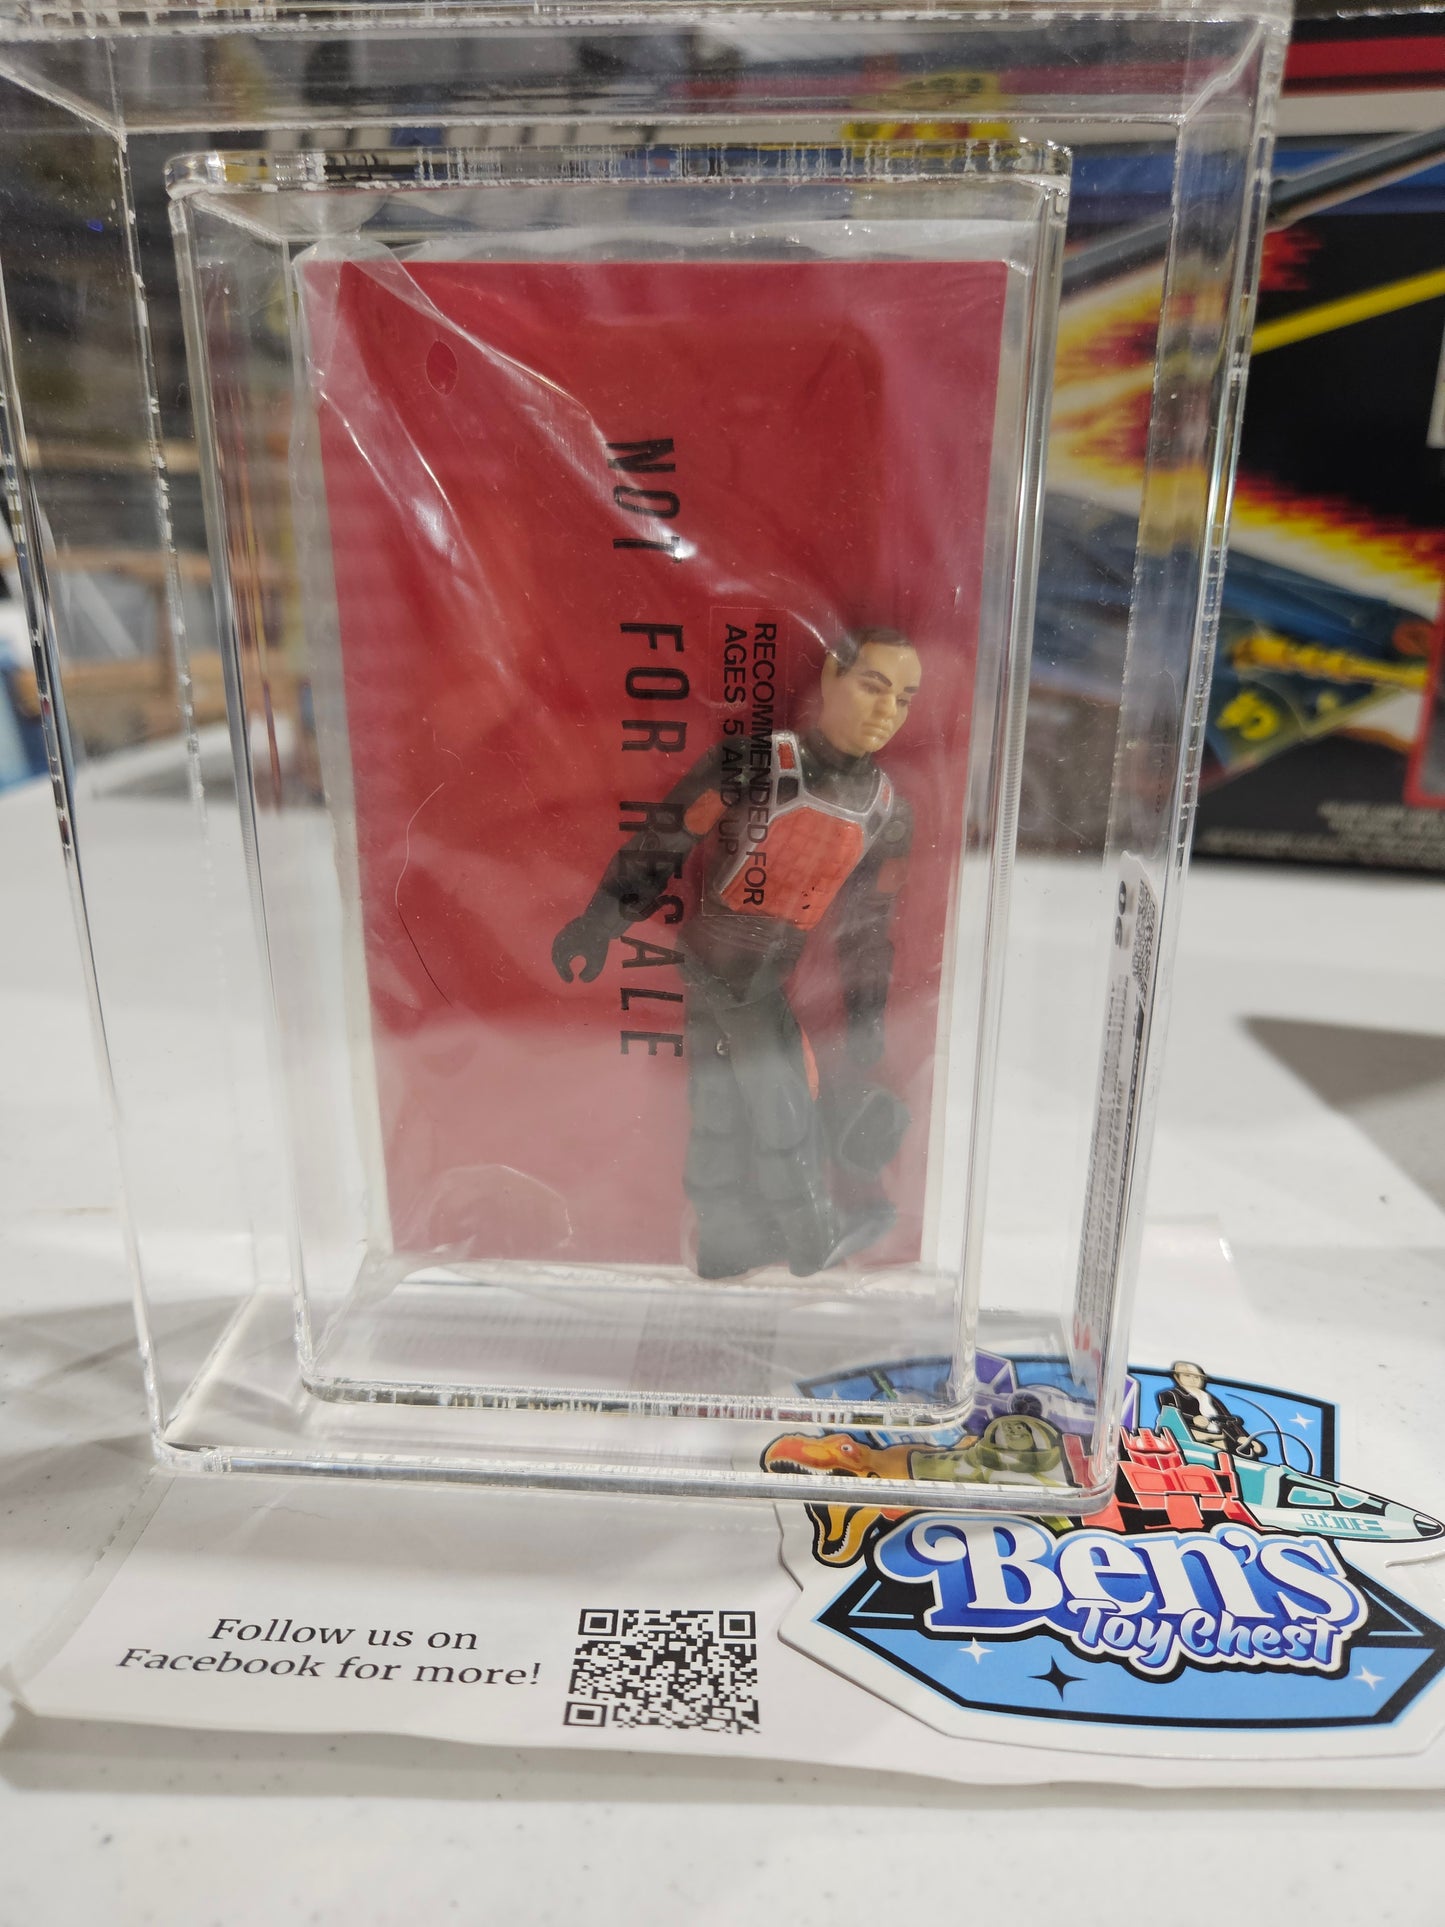 NOT FOR RESALE
RECOMMENDED FOR
AGES 5 AND UP
G.I. JOE
Ben's
Toy Chest
Follow us on
Facebook for more!